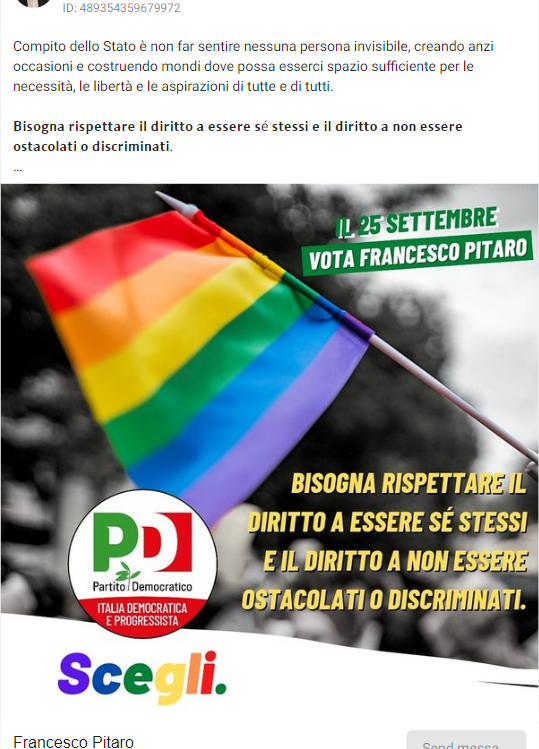 ID: 489354359679972
Compito dello Stato è non far sentire nessuna persona invisibile, creando anzi
occasioni e costruendo mondi dove possa esserci spazio sufficiente per le
necessità, le libertà e le aspirazioni di tutte e di tutti.
Bisogna rispettare il diritto a essere sé stessi e il diritto a non essere
ostacolati o discriminati.
...
IL 25 SETTEMBRE
VOTA FRANCESCO PITARO
BISOGNA RISPETTARE IL
DIRITTO A ESSERE SÉ STESSI
E IL DIRITTO A NON ESSERE
OSTACOLATI O DISCRIMINATI.
PD
Partito Democratico
ITALIA DEMOCRATICA
E PROGRESSISTA
Scegli.
Francesco Pitaro
Send messa